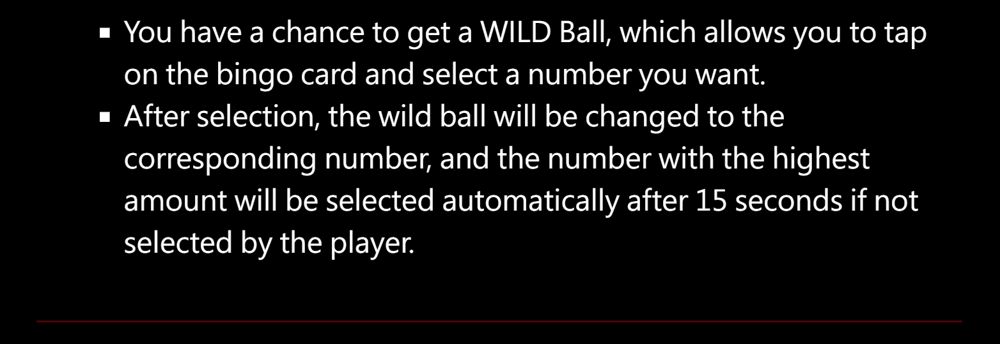 ▪ You have a chance to get a WILD Ball, which allows you to tap
on the bingo card and select a number you want.
▪ After selection, the wild ball will be changed to the
corresponding number, and the number with the highest
amount will be selected automatically after 15 seconds if not
selected by the player.